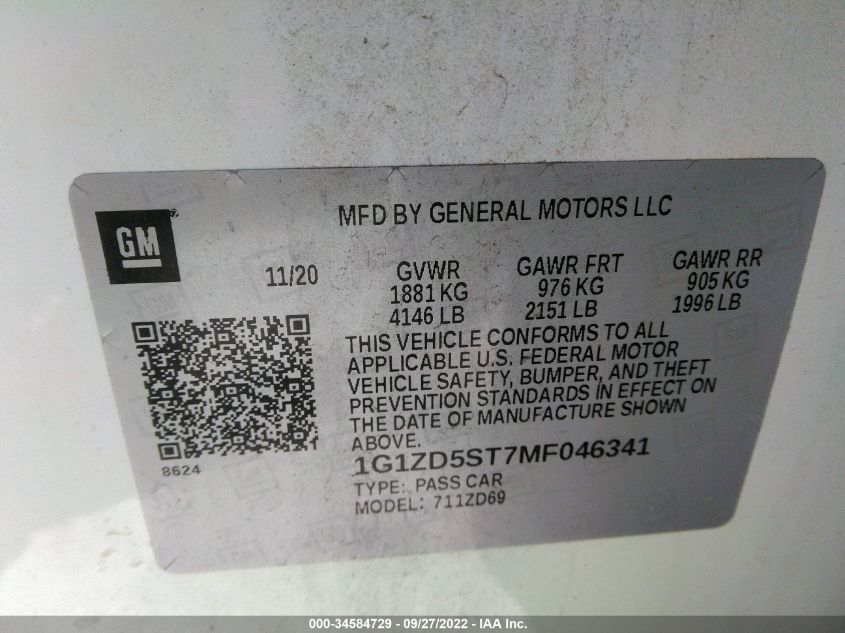 GM
MFD BY GENERAL MOTORS LLC
11/20
GVWR
1881 KG
4146 LB
GAWR FRT
976 KG
2151 LB
GAWR RR
905 KG
1996 LB
THIS VEHICLE CONFORMS TO ALL
APPLICABLE U.S. FEDERAL MOTOR
VEHICLE SAFETY, BUMPER, AND THEFT
PREVENTION STANDARDS IN EFFECT ON
THE DATE OF MANUFACTURE SHOWN
ABOVE.
8624
1G1ZD5ST7MF046341
TYPE: PASS CAR
MODEL: 711ZD69
000-34584729 — 09/27/2022 — IAA Inc.